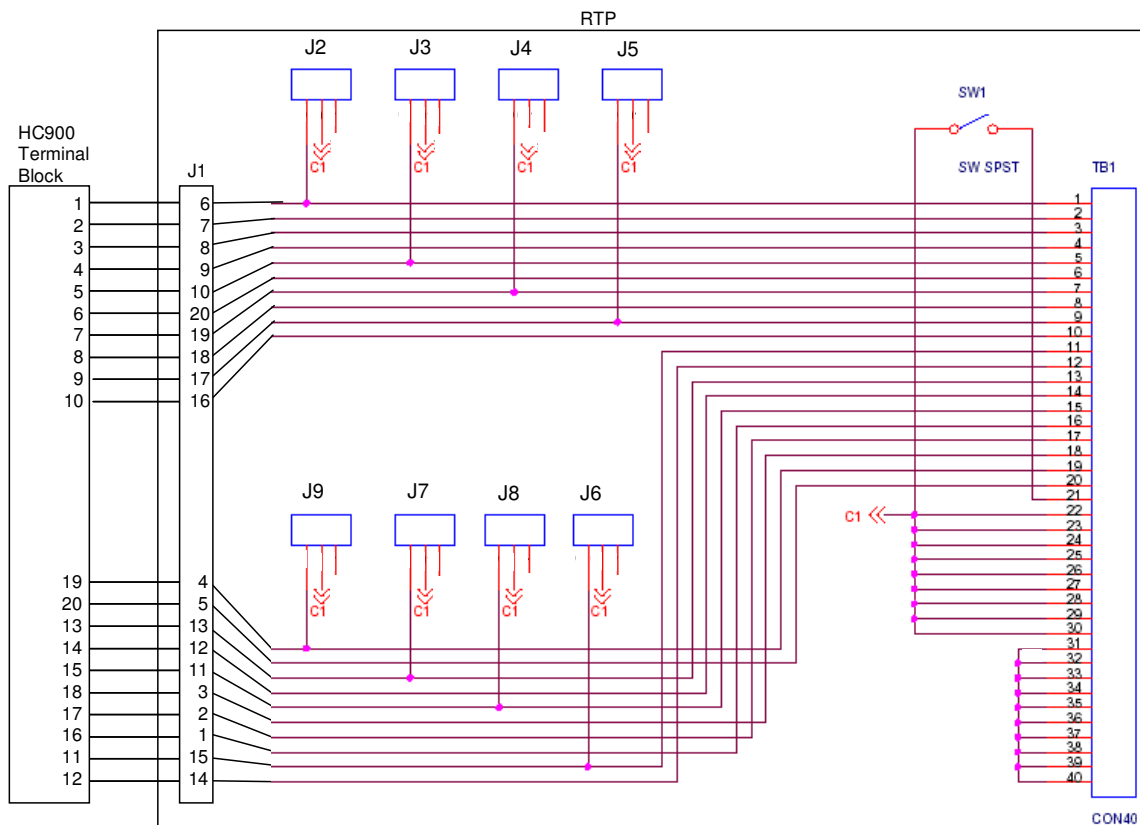 RTP
J2 J3 J4 J5
SW1
C1 C1 C1 C1
SW SPST
TB1
HC900
Terminal
Block
J1
1 6 1
2 7 2
3 8 3
4 9 4
5 10 5
6 20 6
7 19 7
8 18 8
9 17 9
10 16 10
11
12
13
14
15
16
17
18
19
20
21
J9 J7 J8 J6
C1 22
23
24
25
26
27
28
29
30
C1 C1 C1 C1
19 4
20 5
13 13
14 12
15 11
18 3
17 2
16 1
11 15
12 14
31
32
33
34
35
36
37
38
39
40
CON40